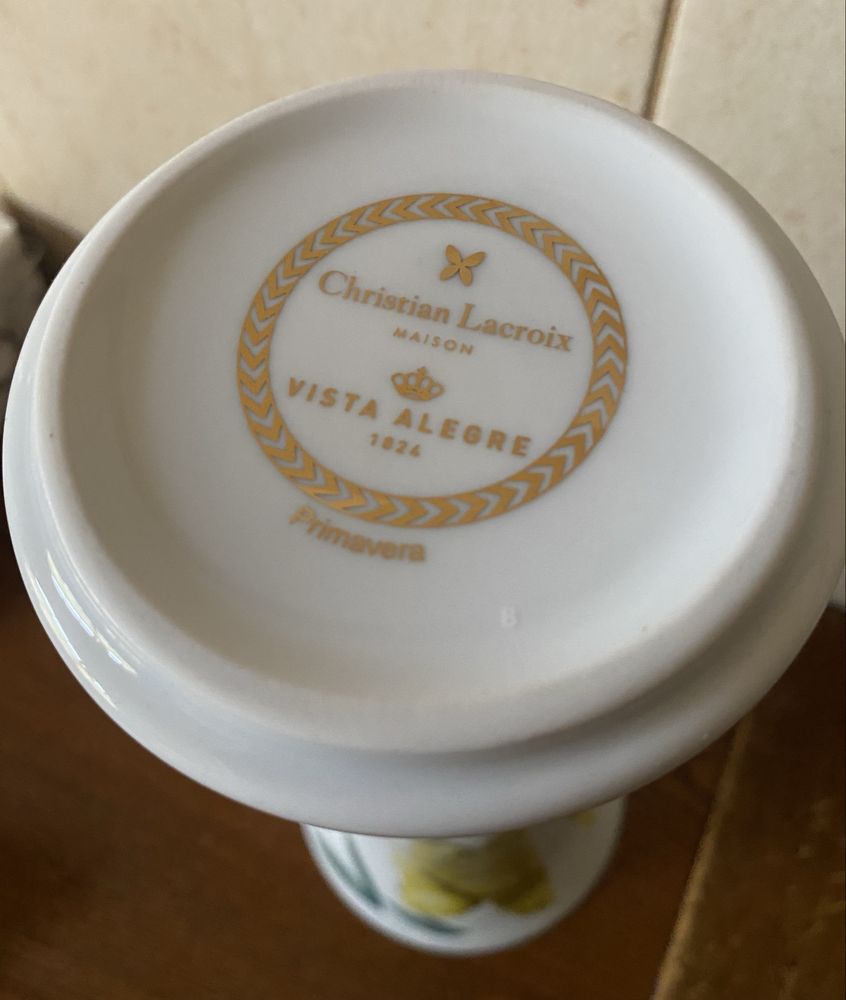 Christian Lacroix
MAISON
VISTA ALEGRE
1824
Primavera
B